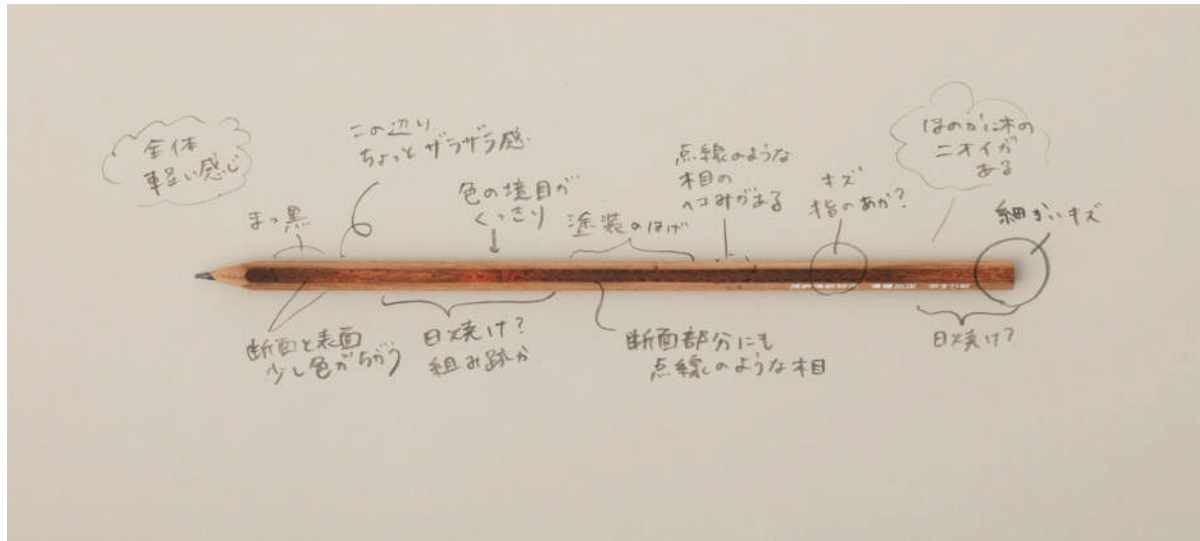 全体
軽い感じ
まっ黒
この辺り
ちょっとザラザラ感
色の境目が
くっきり
塗装のはげ
点線のような
木目の
ヘコみがある
キズ
指のあか?
ほのかに木の
ニオイが
ある
細かいキズ
断面と表面
少し色がちがう
日焼け?
組み跡か
断面部分にも
点線のような木目
日焼け?